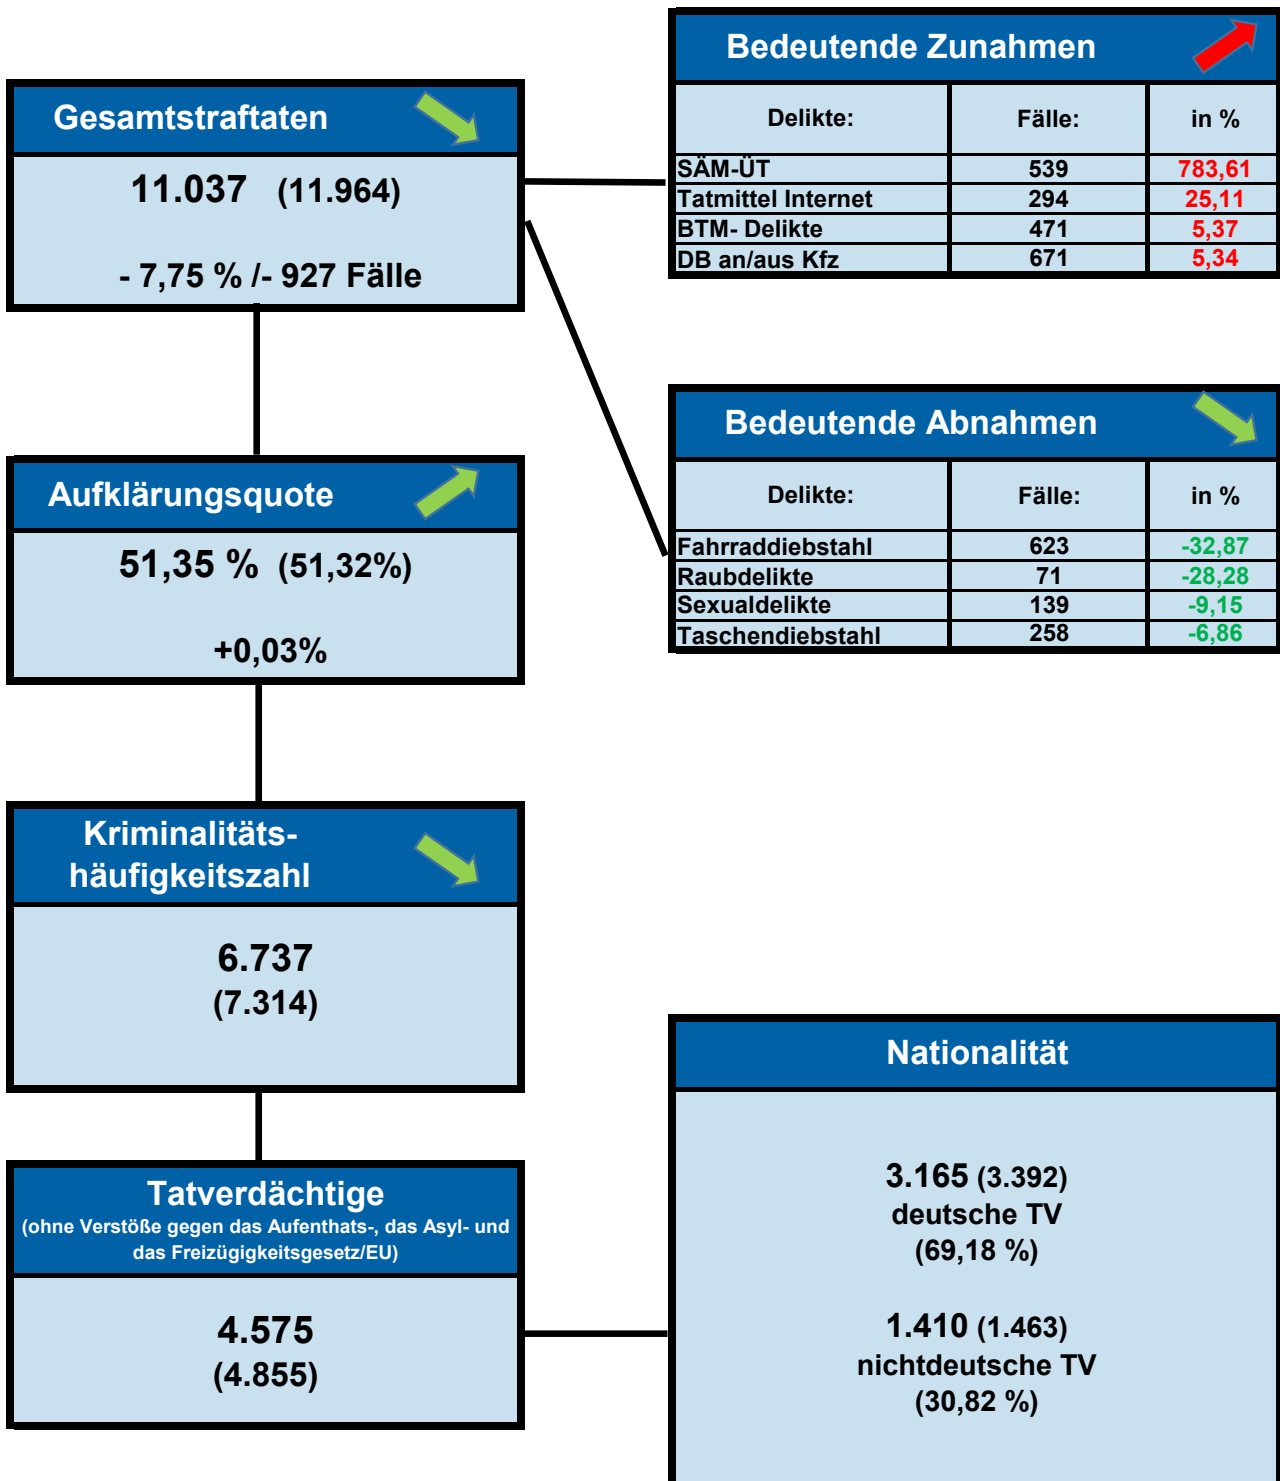 Gesamtstraftaten
11.037 (11.964)
- 7,75 % /- 927 Fälle
Bedeutende Zunahmen
Delikte: Fälle: in %
SÄM-ÜT 539 783,61
Tatmittel Internet 294 25,11
BTM- Delikte 471 5,37
DB an/aus Kfz 671 5,34
Bedeutende Abnahmen
Delikte: Fälle: in %
Fahrraddiebstahl 623 -32,87
Raubdelikte 71 -28,28
Sexualdelikte 139 -9,15
Taschendiebstahl 258 -6,86
Aufklärungsquote
51,35 % (51,32%)
+0,03%
Kriminalitäts-
häufigkeitszahl
6.737
(7.314)
Tatverdächtige
(ohne Verstöße gegen das Aufenthats-, das Asyl- und
das Freizügigkeitsgesetz/EU)
4.575
(4.855)
Nationalität
3.165 (3.392)
deutsche TV
(69,18 %)
1.410 (1.463)
nichtdeutsche TV
(30,82 %)